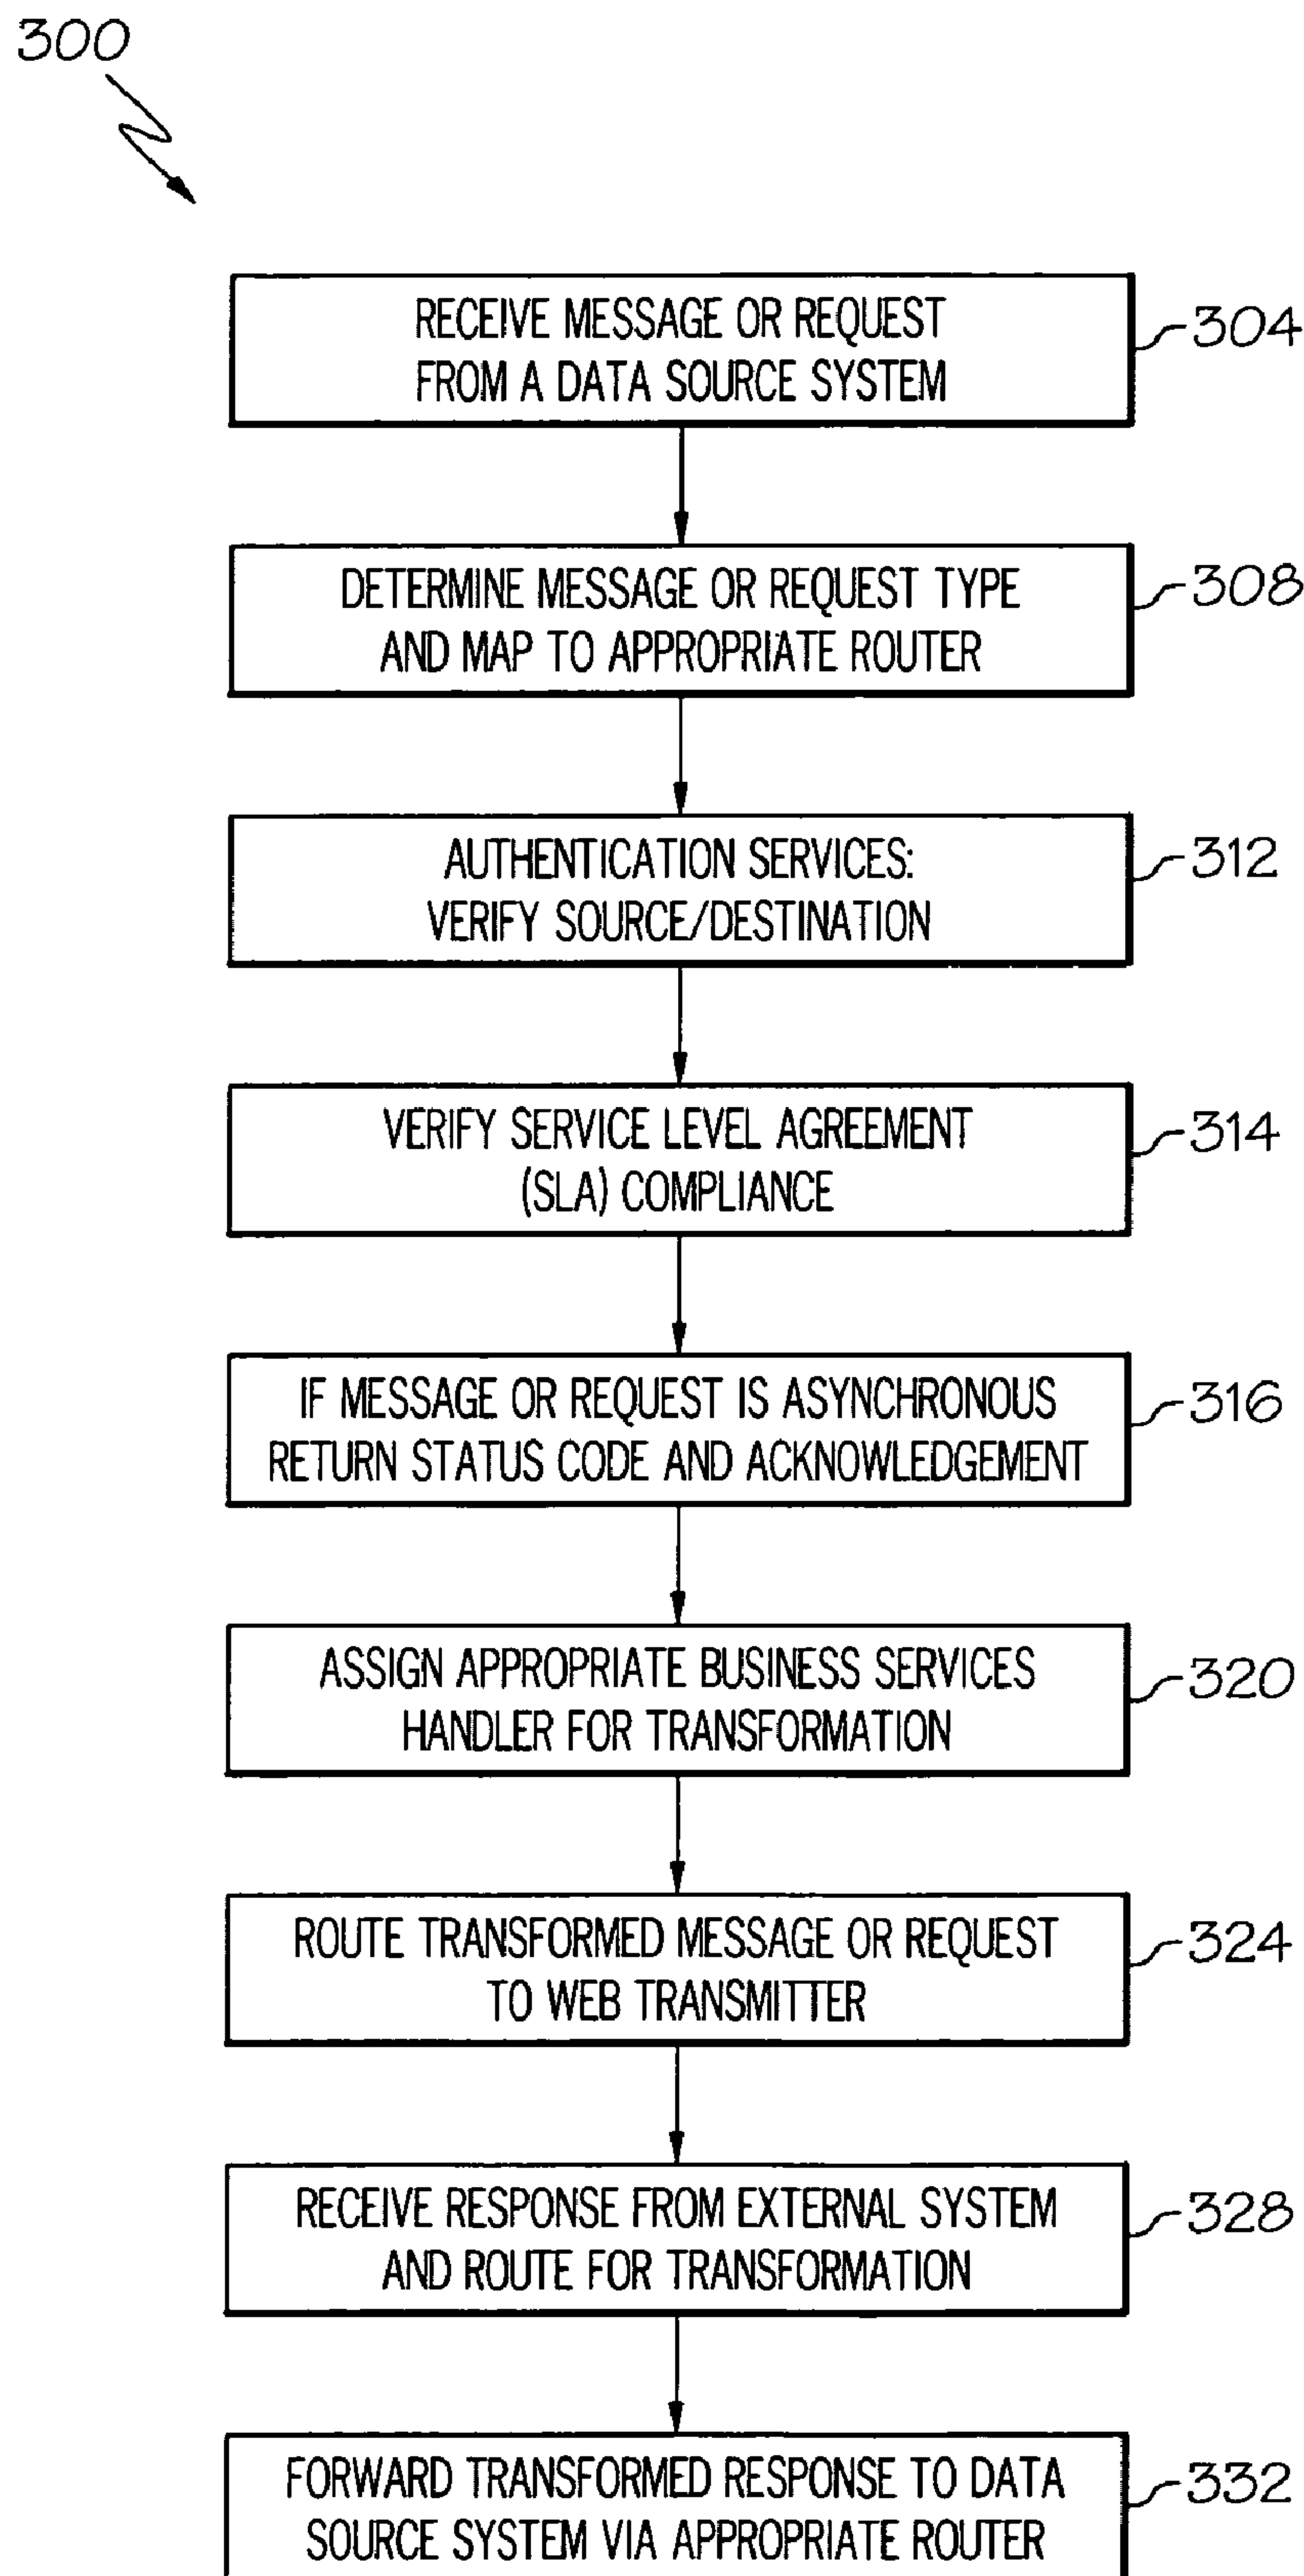 300
RECEIVE MESSAGE OR REQUEST
FROM A DATA SOURCE SYSTEM
304
DETERMINE MESSAGE OR REQUEST TYPE
AND MAP TO APPROPRIATE ROUTER
308
AUTHENTICATION SERVICES:
VERIFY SOURCE/DESTINATION
312
VERIFY SERVICE LEVEL AGREEMENT
(SLA) COMPLIANCE
314
IF MESSAGE OR REQUEST IS ASYNCHRONOUS
RETURN STATUS CODE AND ACKNOWLEDGEMENT
316
ASSIGN APPROPRIATE BUSINESS SERVICES
HANDLER FOR TRANSFORMATION
320
ROUTE TRANSFORMED MESSAGE OR REQUEST
TO WEB TRANSMITTER
324
RECEIVE RESPONSE FROM EXTERNAL SYSTEM
AND ROUTE FOR TRANSFORMATION
328
FORWARD TRANSFORMED RESPONSE TO DATA
SOURCE SYSTEM VIA APPROPRIATE ROUTER
332